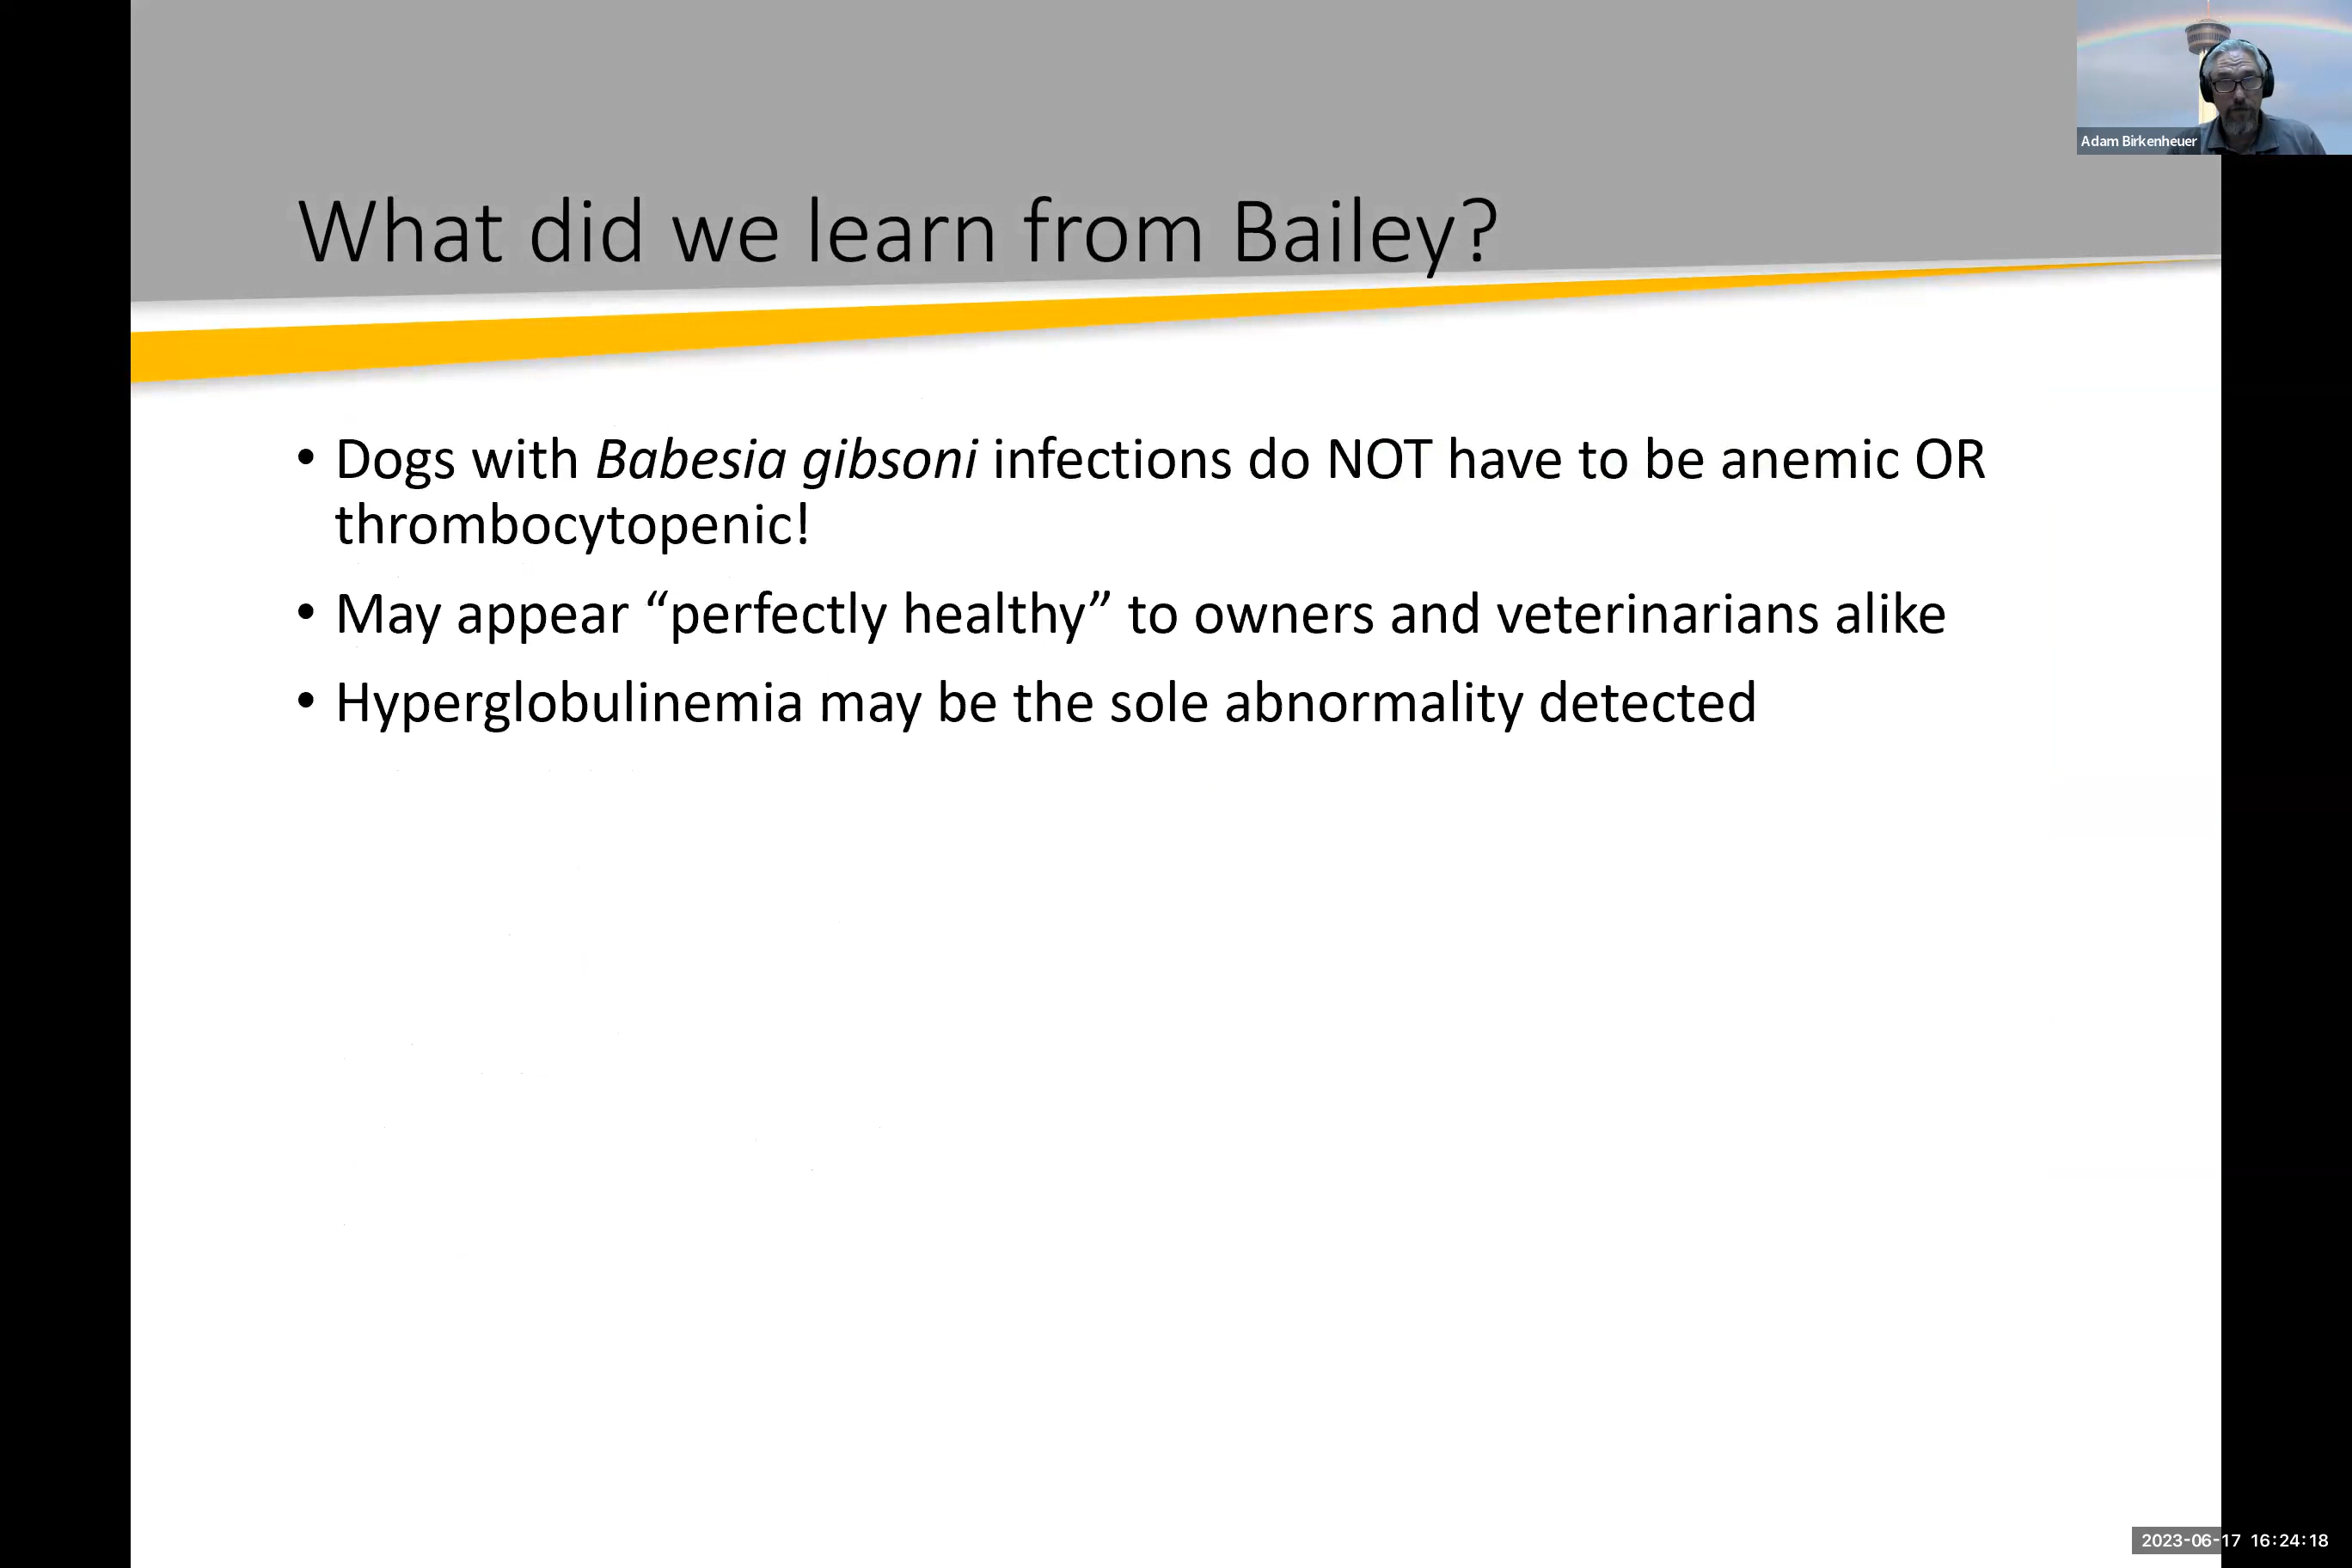 Adam Birkenheuer
What did we learn from Bailey?
• Dogs with Babesia gibsoni infections do NOT have to be anemic OR
thrombocytopenic!
• May appear “perfectly healthy” to owners and veterinarians alike
• Hyperglobulinemia may be the sole abnormality detected
2023-06-17 16:24:18